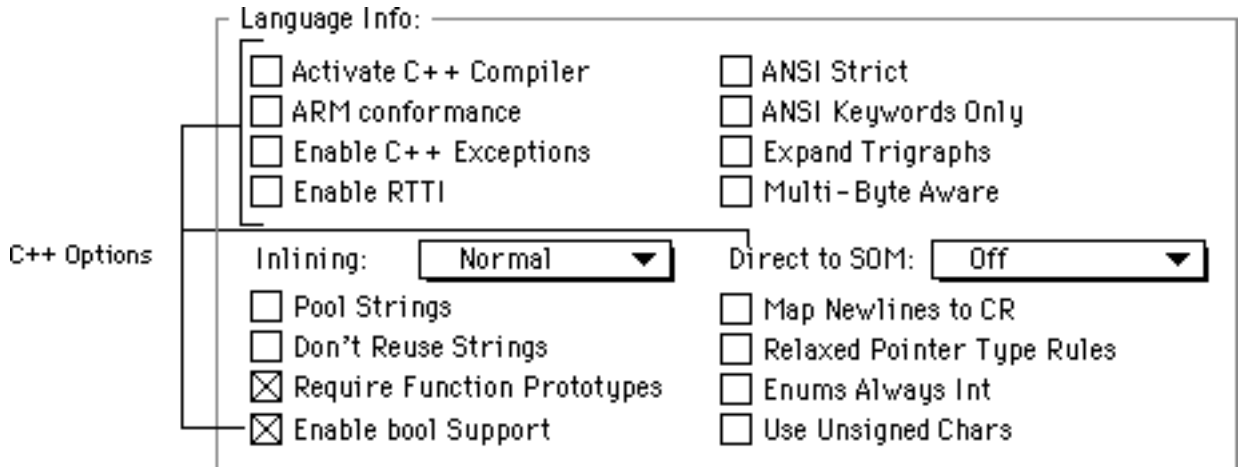 Language Info:
Activate C++ Compiler
ANSI Strict
ARM conformance
ANSI Keywords Only
Enable C++ Exceptions
Expand Trigraphs
Enable RTTI
Multi-Byte Aware
C++ Options
Inlining: Normal
Direct to SOM: Off
Pool Strings
Map Newlines to CR
Don't Reuse Strings
Relaxed Pointer Type Rules
Require Function Prototypes
Enums Always Int
Enable bool Support
Use Unsigned Chars